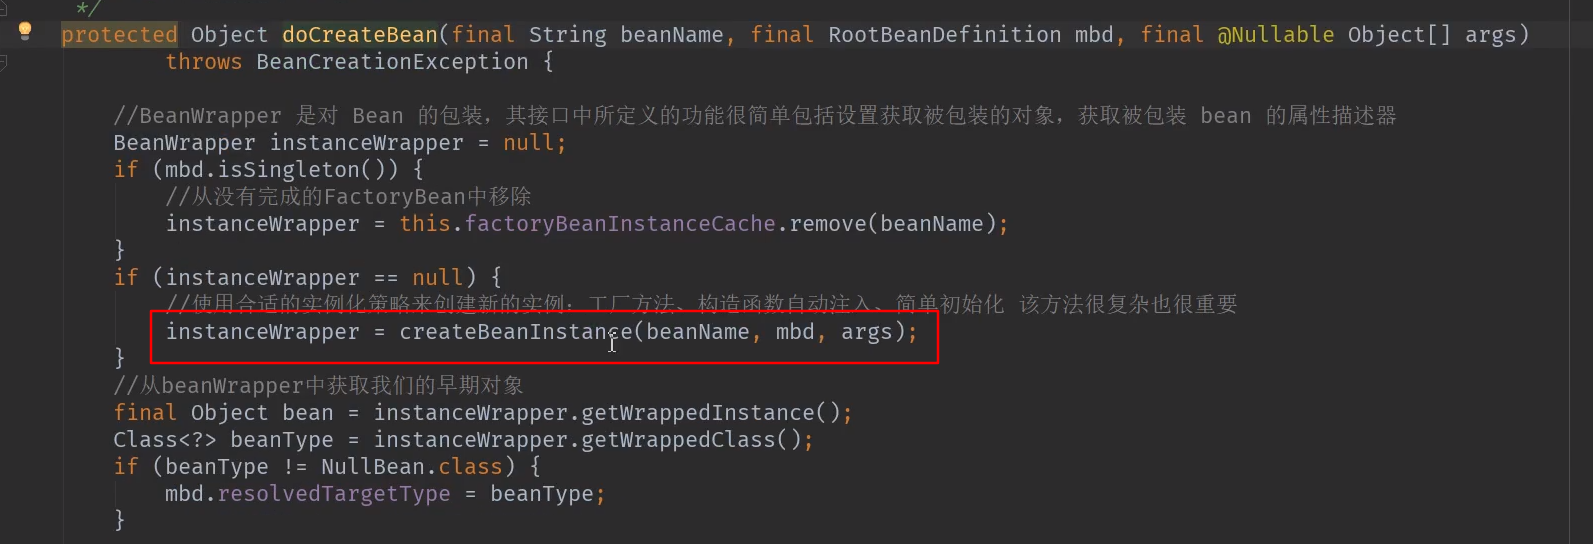 */
protected Object doCreateBean(final String beanName, final RootBeanDefinition mbd, final @Nullable Object[] args)
throws BeanCreationException {
//BeanWrapper 是对 Bean 的包装，其接口中所定义的功能很简单包括设置获取被包装的对象，获取被包装 bean 的属性描述器
BeanWrapper instanceWrapper = null;
if (mbd.isSingleton()) {
//从没有完成的FactoryBean中移除
instanceWrapper = this.factoryBeanInstanceCache.remove(beanName);
}
if (instanceWrapper == null) {
//使用合适的实例化策略来创建新的实例：工厂方法、构造函数自动注入、简单初始化 该方法很复杂也很重要
instanceWrapper = createBeanInstance(beanName, mbd, args);
}
//从beanWrapper中获取我们的早期对象
final Object bean = instanceWrapper.getWrappedInstance();
Class<?> beanType = instanceWrapper.getWrappedClass();
if (beanType != NullBean.class) {
mbd.resolvedTargetType = beanType;
}